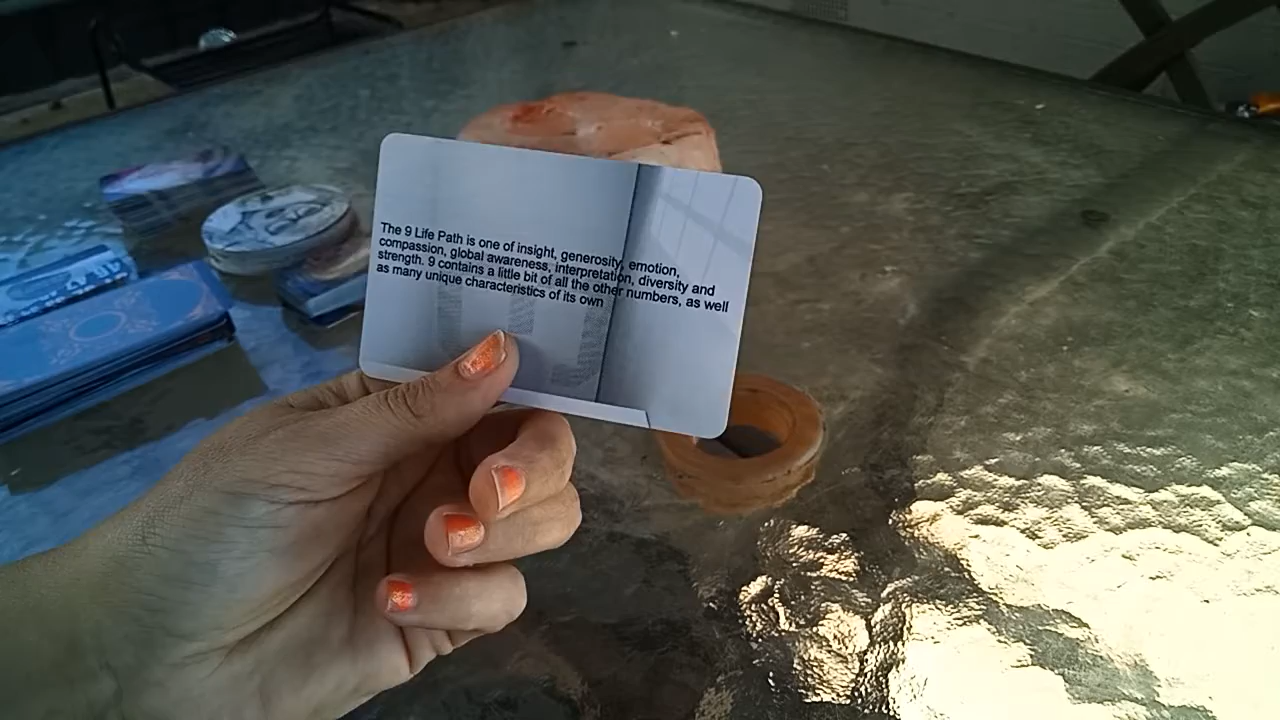 The 9 Life Path is one of insight, generosity, emotion,
compassion, global awareness, interpretation, diversity and
strength. 9 contains a little bit of all the other numbers, as well
as many unique characteristics of its own